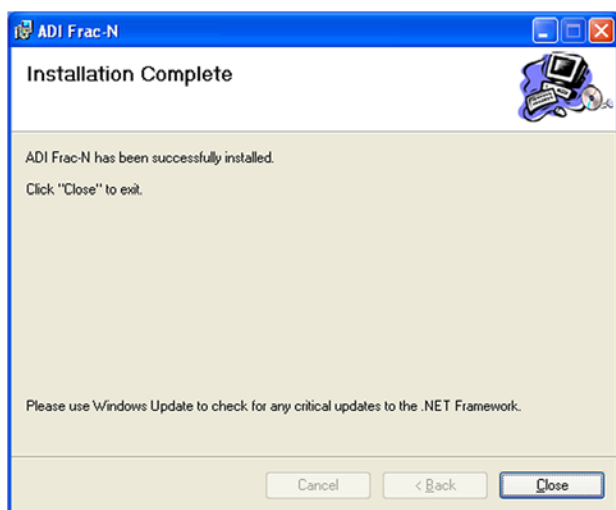 ADI Frac-N
Installation Complete
ADI Frac-N has been successfully installed.
Click "Close" to exit.
Please use Windows Update to check for any critical updates to the .NET Framework.
Cancel
< Back
Close